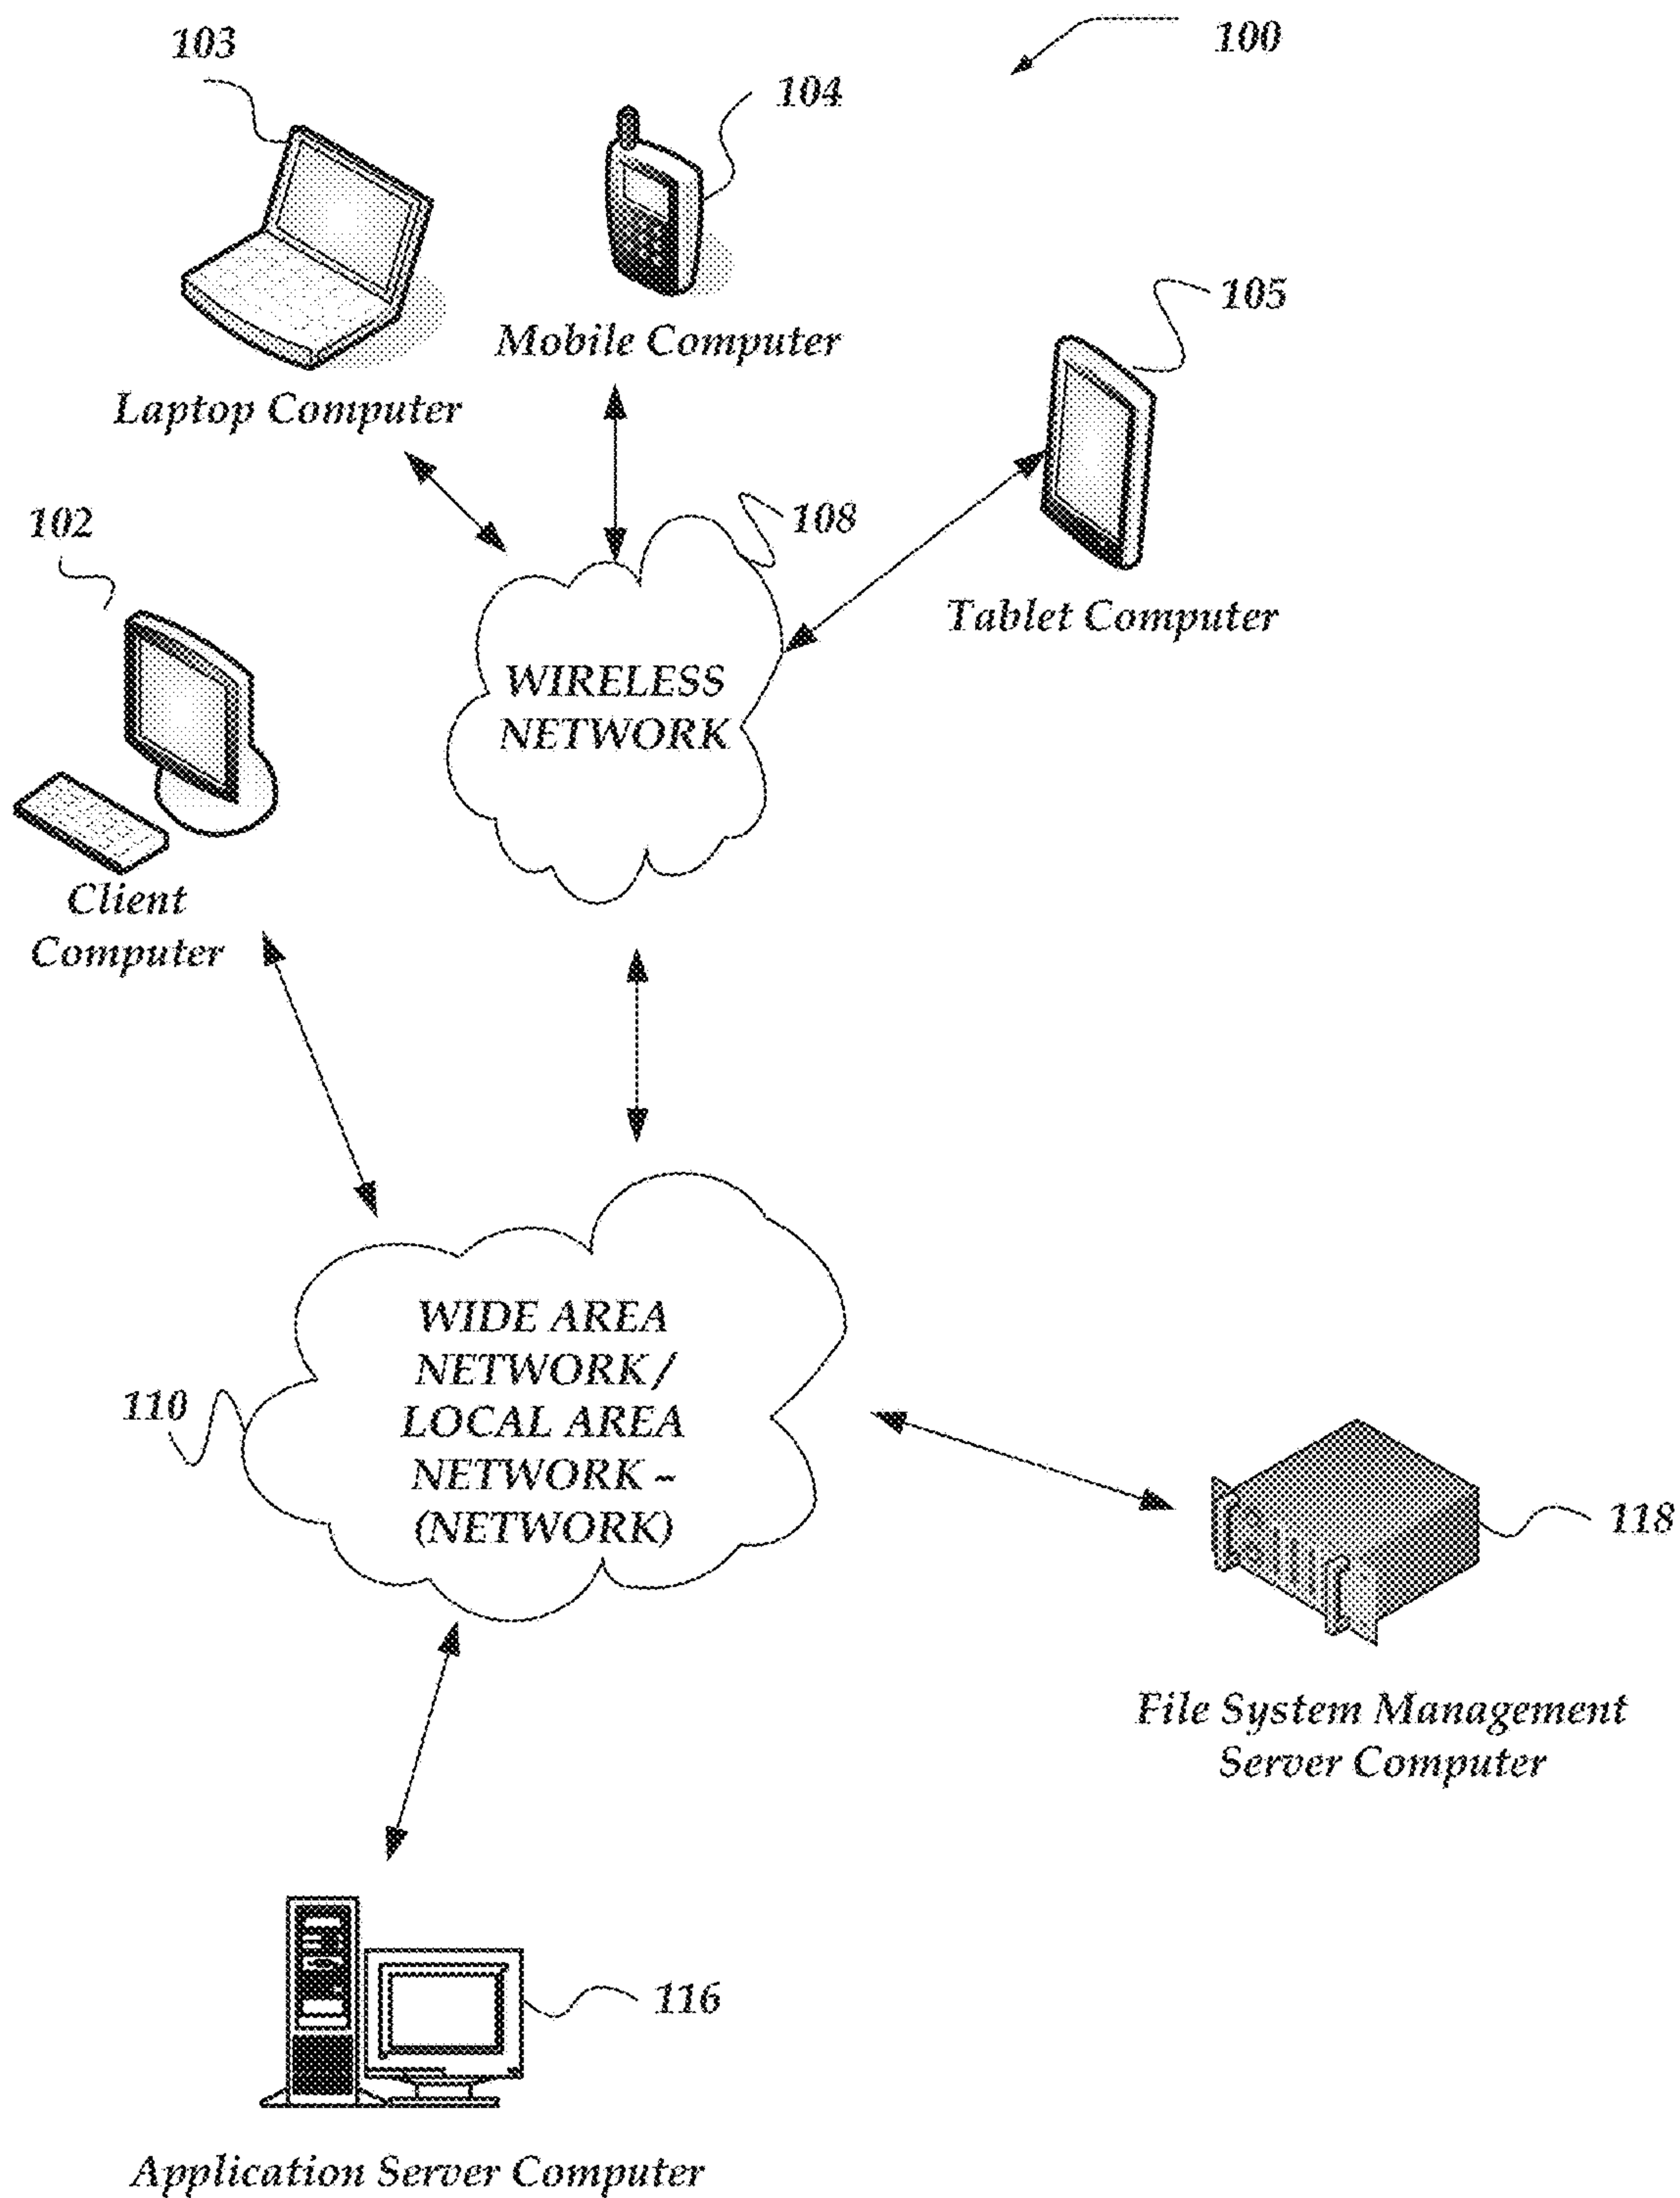 103
104
100
105
Mobile Computer
Laptop Computer
102
108
Tablet Computer
WIRELESS
NETWORK
Client
Computer
WIDE AREA
NETWORK /
LOCAL AREA
NETWORK –
(NETWORK)
110
118
File System Management
Server Computer
116
Application Server Computer